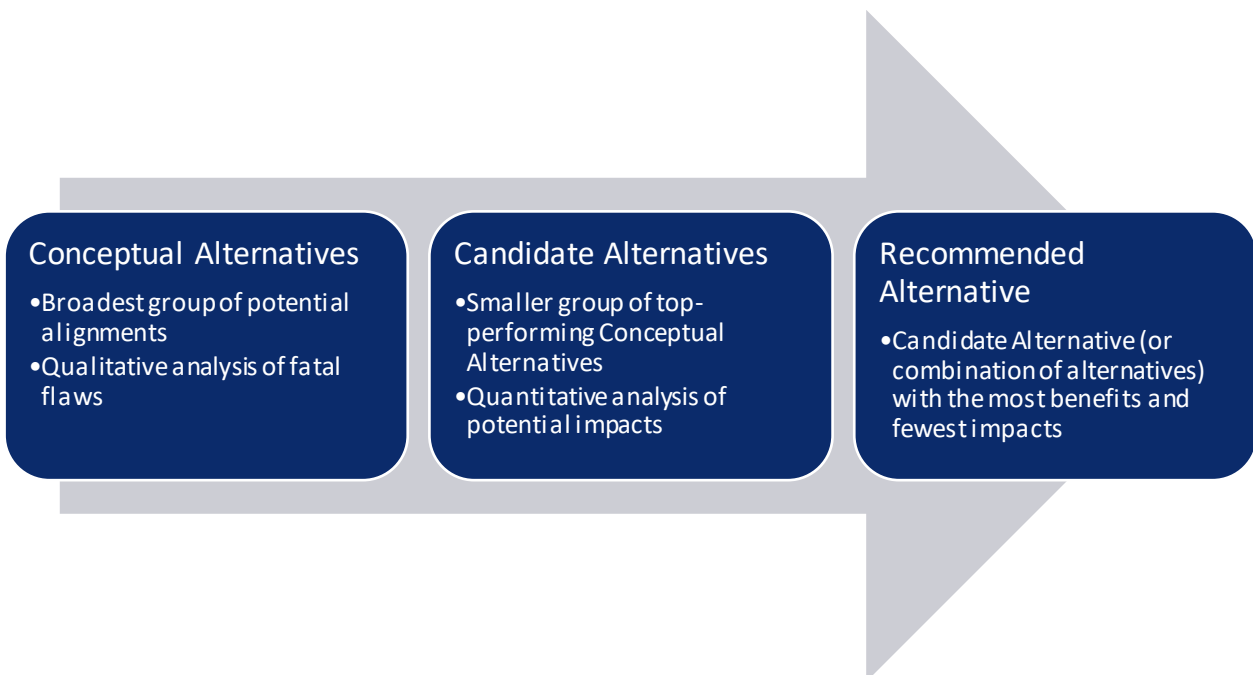 Conceptual Alternatives
•Broadest group of potential
alignments
•Qualitative analysis of fatal
flaws
Candidate Alternatives
•Smaller group of top-
performing Conceptual
Alternatives
•Quantitative analysis of
potential impacts
Recommended
Alternative
•Candidate Alternative (or
combination of alternatives)
with the most benefits and
fewest impacts